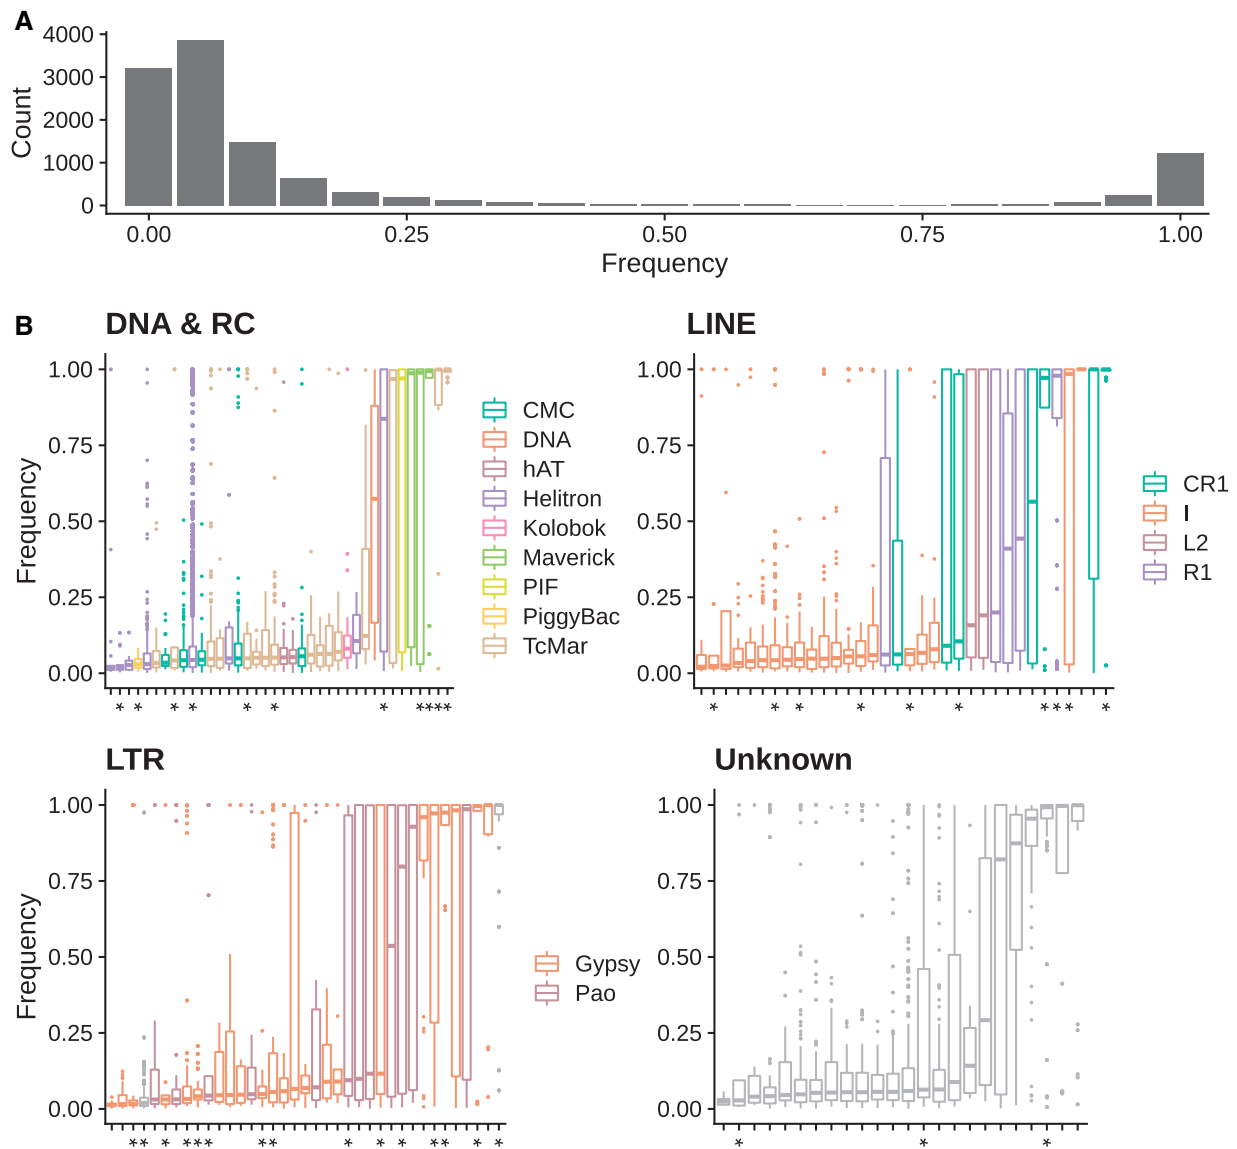 A
4000
3000
2000
1000
0
Count
0.00 0.25 0.50 0.75 1.00
Frequency
B
DNA & RC
1.00
0.75
0.50
0.25
0.00
Frequency
* * * * * * * * * * *
CMC
DNA
hAT
Helitron
Kolobok
Maverick
PIF
PiggyBac
TcMar
LINE
1.00
0.75
0.50
0.25
0.00
* * * * * * * * * *
CR1
I
L2
R1
LTR
1.00
0.75
0.50
0.25
0.00
Frequency
* * * * * * * * * * * * * * * *
Gypsy
Pao
Unknown
1.00
0.75
0.50
0.25
0.00
* * *